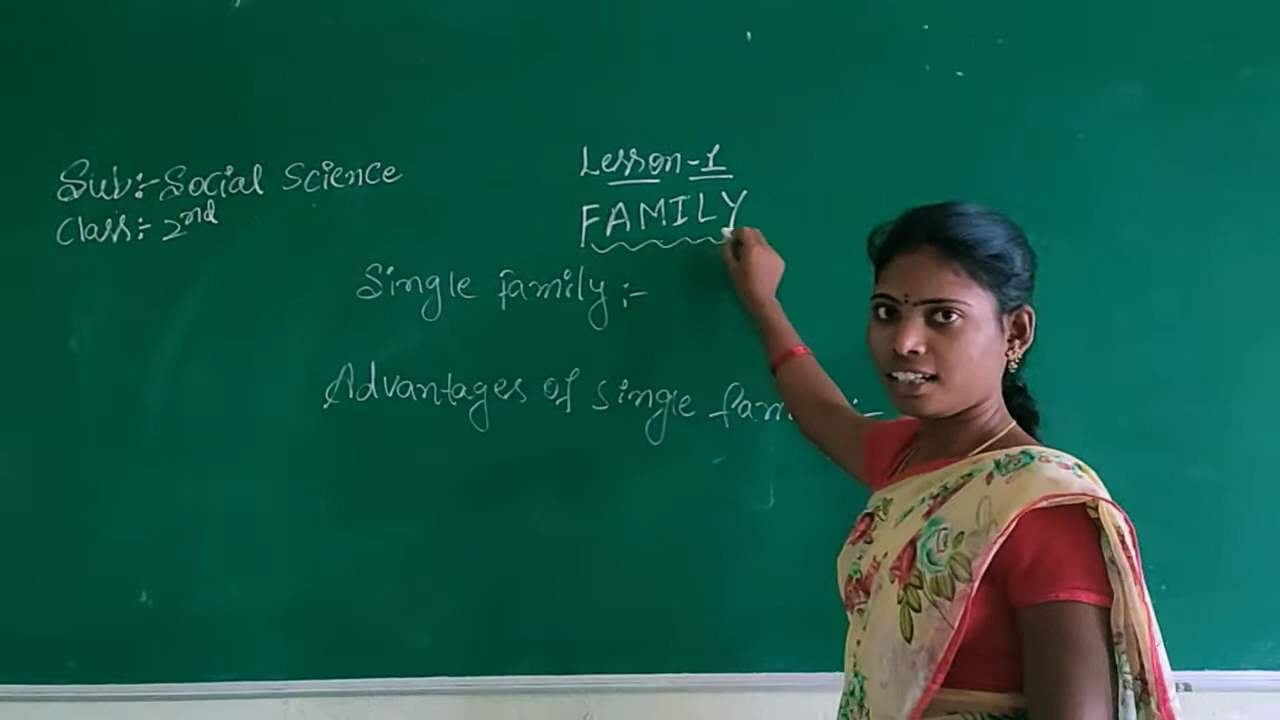 Sub:- Social Science
Class:- 2nd
Lesson-1
FAMILY
Single family :-
Advantages of Single :-